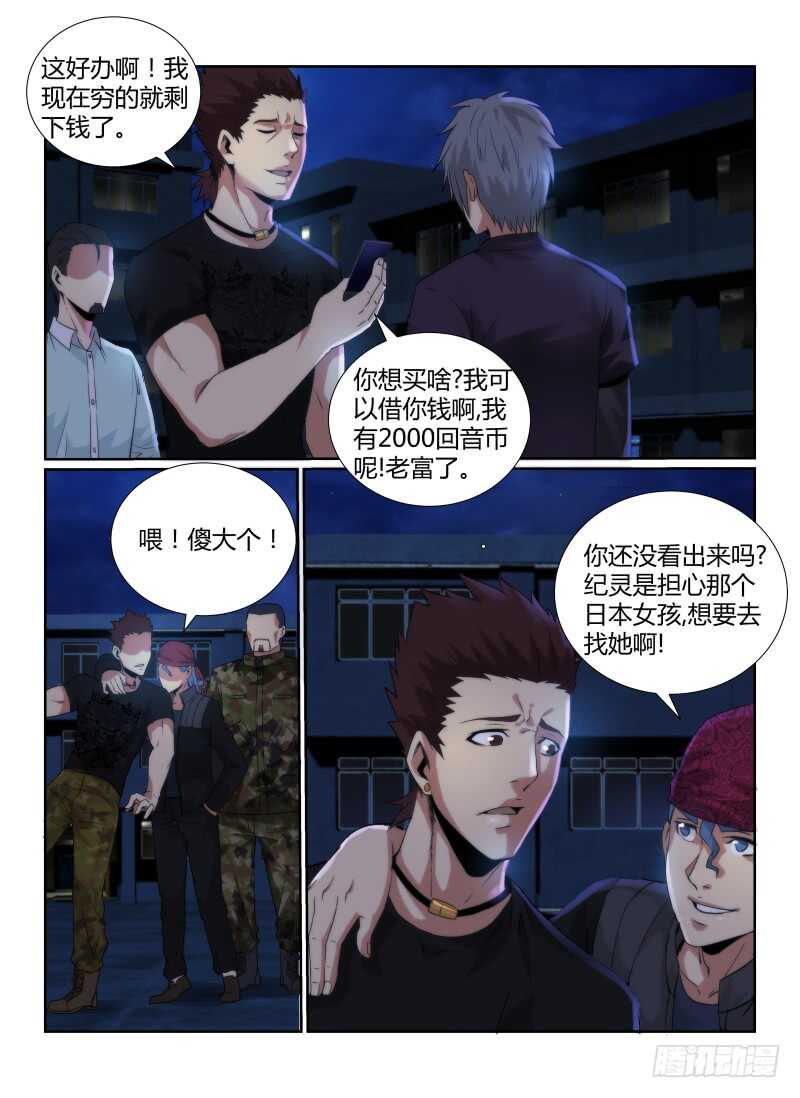 这好办啊！我
现在穷的就剩
下钱了。
你想买啥?我可
以借你钱啊,我
有2000回音币
呢!老富了。
喂！傻大个！
你还没看出来吗?
纪灵是担心那个
日本女孩,想要去
找她啊!
腾讯动漫